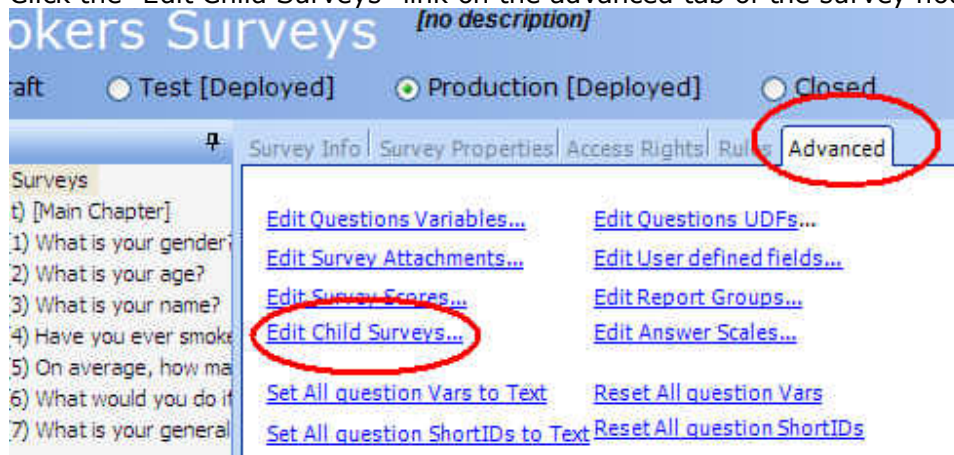 Click the "Edit Child Surveys" link on the advanced tab of the survey
okers Surveys [no description]
raft Test [Deployed] Production [Deployed] Closed
Survey Info Survey Properties Access Rights Rules Advanced
Surveys
t) [Main Chapter]
1) What is your gender?
2) What is your age?
3) What is your name?
4) Have you ever smoke
5) On average, how ma
6) What would you do if
7) What is your general
Edit Questions Variables... Edit Questions UDFs...
Edit Survey Attachments... Edit User defined fields...
Edit Survay Scores... Edit Report Groups...
Edit Child Surveys... Edit Answer Scales...
Set All question Vars to Text Reset All question Vars
Set All question ShortIDs to Text Reset All question ShortIDs